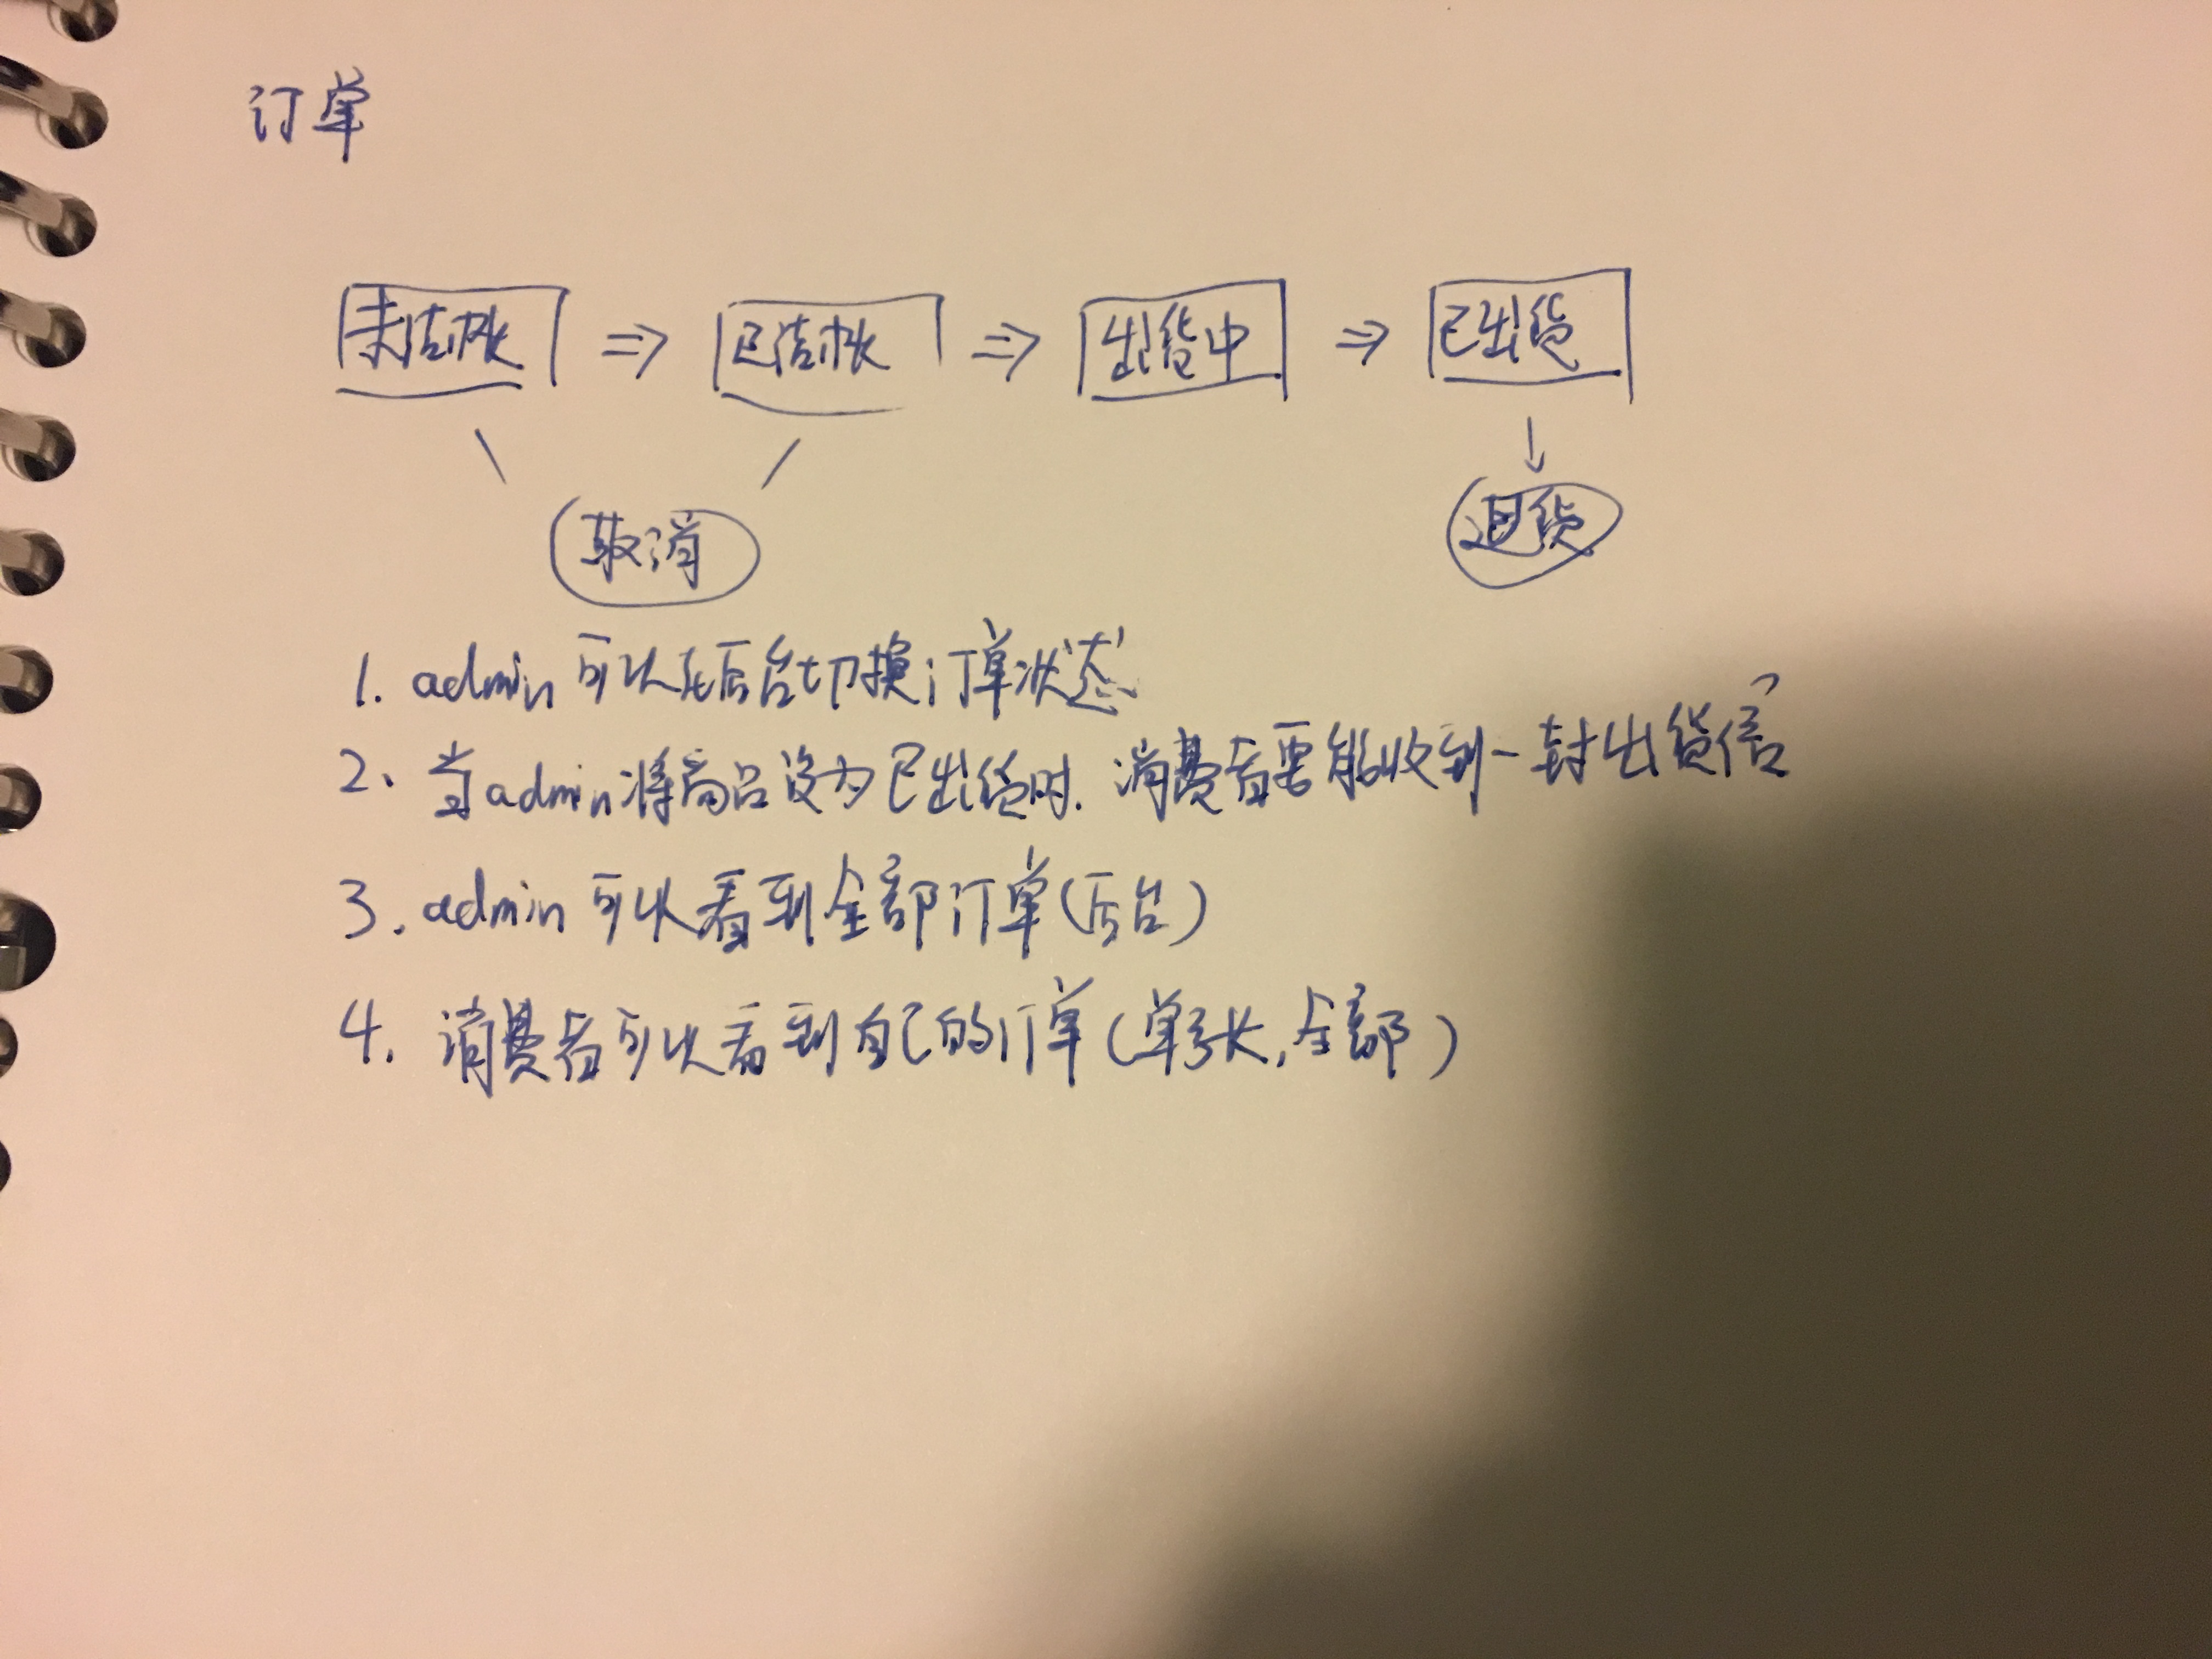 订单
未结帐 ⇒ 已结帐 ⇒ 出货中 ⇒ 已出货
取消 退货
1. admin 可以在后台切换订单状态
2、当admin将商品设为已出货时. 消费者需要能收到一封出货信
3. admin 可以看到全部订单(后台)
4. 消费者可以看到自己的订单(单张,全部)